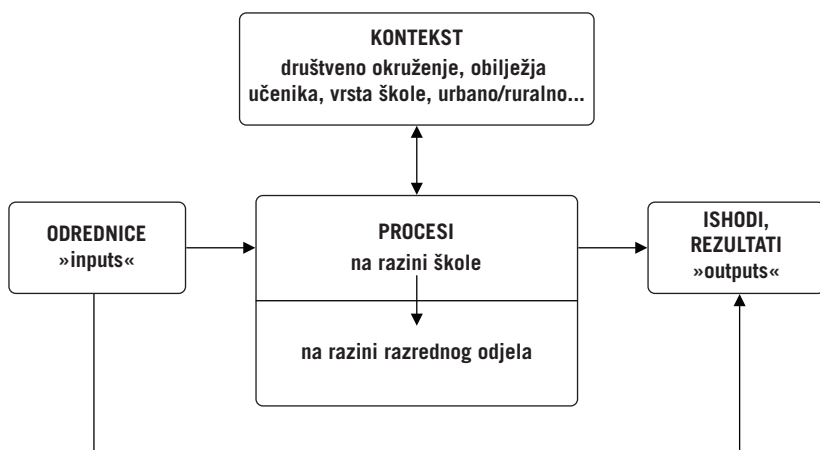 KONTEKST
društveno okruženje, obilježja
učenika, vrsta škole, urbano/ruralno...
ODREDNICE
»inputs«
PROCESI
na razini škole
na razini razrednog odjela
ISHODI,
REZULTATI
»outputs«